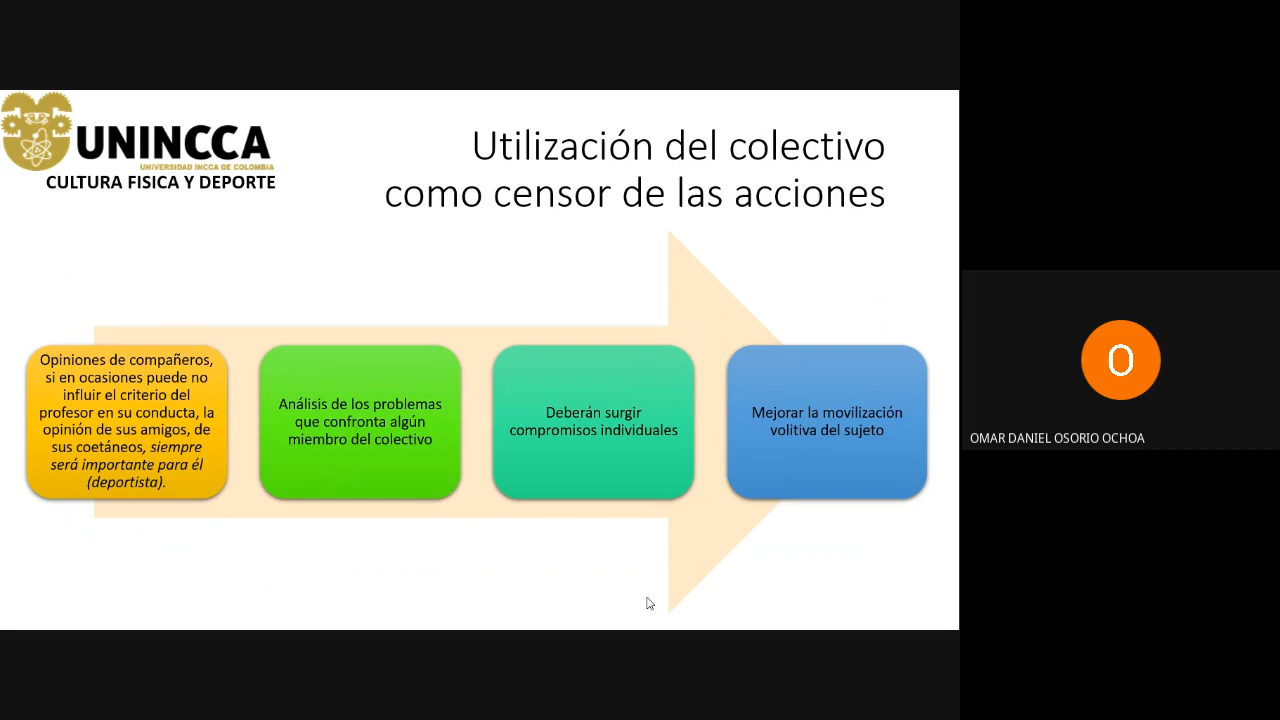 UNINCCA
UNIVERSIDAD INCCA DE COLOMBIA
CULTURA FISICA Y DEPORTE
Utilización del colectivo
como censor de las acciones
Opiniones de compañeros,
si en ocasiones puede no
influir el criterio del
profesor en su conducta, la
opinión de sus amigos, de
sus coetáneos, siempre
será importante para él
(deportista).
Análisis de los problemas
que confronta algún
miembro del colectivo
Deberán surgir
compromisos individuales
Mejorar la movilización
volitiva del sujeto
O
OMAR DANIEL OSORIO OCHOA